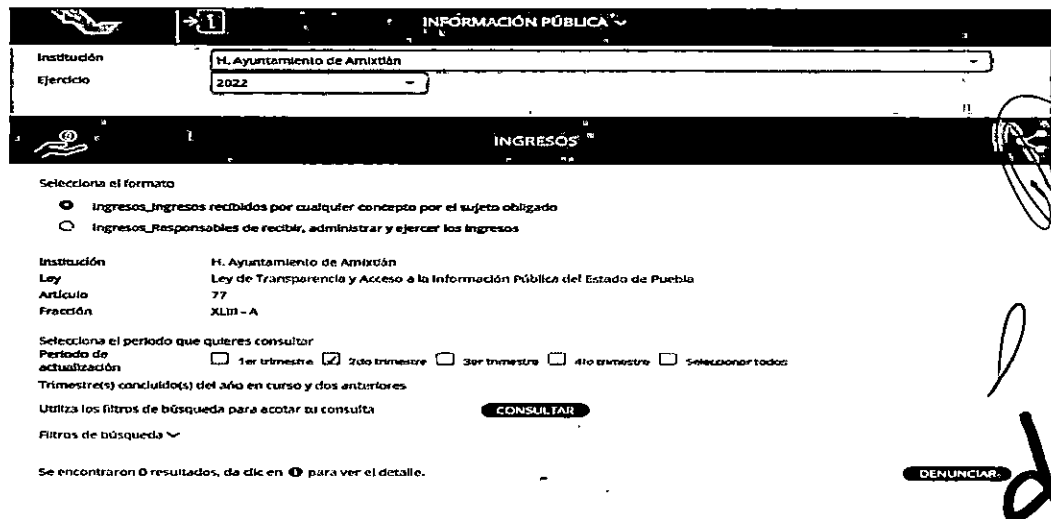 INFORMACIÓN PÚBLICA
Institución H. Ayuntamiento de Amixtlán
Ejercicio 2022
INGRESOS
Selecciona el formato
Ingresos_Ingresos recibidos por cualquier concepto por el sujeto obligado
Ingresos_Responsables de recibir, administrar y ejercer los ingresos
Institución H. Ayuntamiento de Amixtlán
Ley Ley de Transparencia y Acceso a la Información Pública del Estado de Puebla
Artículo 77
Fracción XLIII - A
Selecciona el periodo que quieres consultar
Periodo de actualización 1er trimestre 2do trimestre 3er trimestre 4to trimestre Seleccionar todos
Trimestre(s) concluido(s) del año en curso y dos anteriores
Utiliza los filtros de búsqueda para acotar tu consulta CONSULTAR
Filtros de búsqueda
Se encontraron 0 resultados, da clic en i para ver el detalle. DENUNCIAR